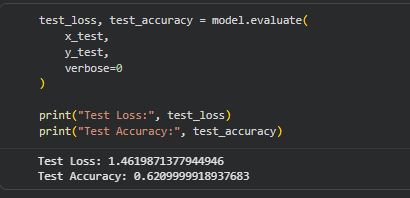 test_loss, test_accuracy = model.evaluate(
    x_test,
    y_test,
    verbose=0
)
print("Test Loss:", test_loss)
print("Test Accuracy:", test_accuracy)
Test Loss: 1.4619871377944946
Test Accuracy: 0.6209999918937683